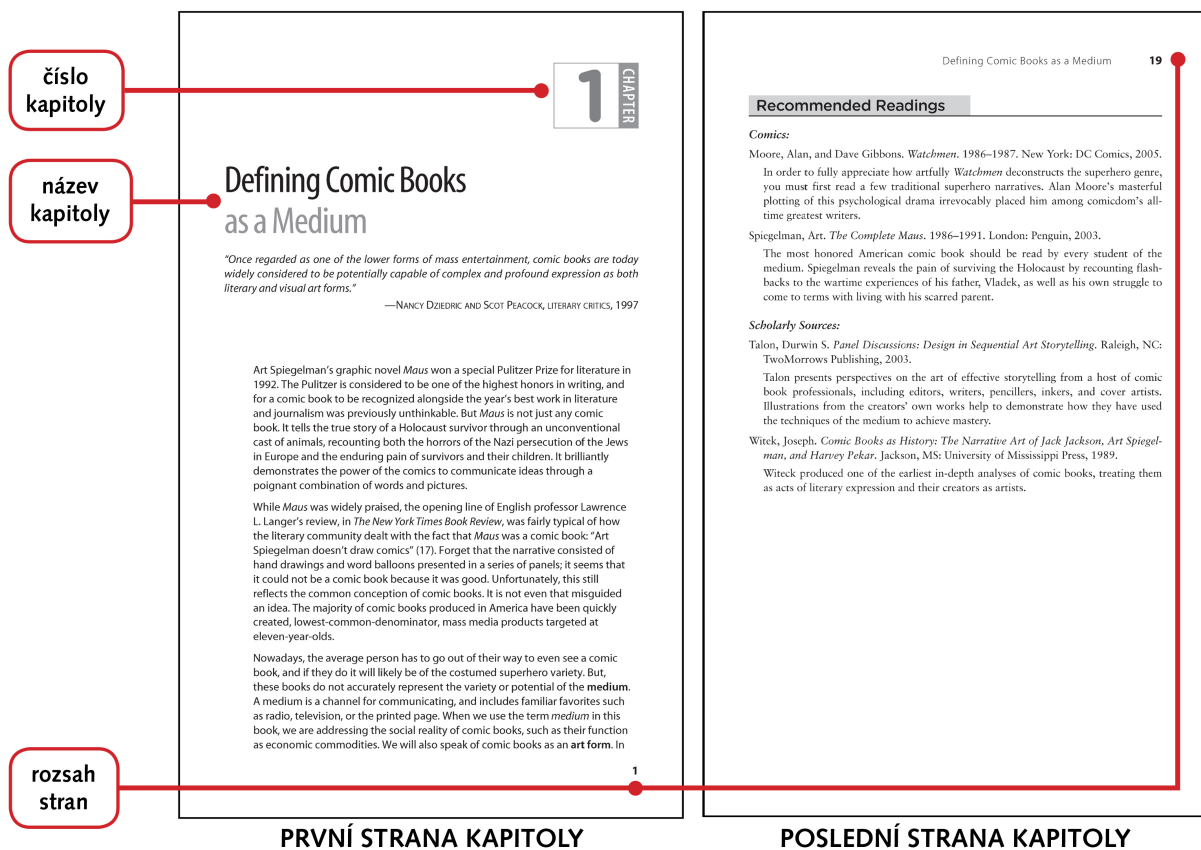 číslo
kapitoly
název
kapitoly
rozsah
stran
1
CHAPTER
Defining Comic Books
as a Medium
“Once regarded as one of the lower forms of mass entertainment, comic books are today
widely considered to be potentially capable of complex and profound expression as both
literary and visual art forms.”
—NANCY DZIEDRIC AND SCOT PEACOCK, LITERARY CRITICS, 1997
Art Spiegelman’s graphic novel Maus won a special Pulitzer Prize for literature in
1992. The Pulitzer is considered to be one of the highest honors in writing, and
for a comic book to be recognized alongside the year’s best work in literature
and journalism was previously unthinkable. But Maus is not just any comic
book. It tells the true story of a Holocaust survivor through an unconventional
cast of animals, recounting both the horrors of the Nazi persecution of the Jews
in Europe and the enduring pain of survivors and their children. It brilliantly
demonstrates the power of the comics to communicate ideas through a
poignant combination of words and pictures.
While Maus was widely praised, the opening line of English professor Lawrence
L. Langer’s review, in The New York Times Book Review, was fairly typical of how
the literary community dealt with the fact that Maus was a comic book: “Art
Spiegelman doesn’t draw comics” (17). Forget that the narrative consisted of
hand drawings and word balloons presented in a series of panels; it seems that
it could not be a comic book because it was good. Unfortunately, this still
reflects the common conception of comic books. It is not even that misguided
an idea. The majority of comic books produced in America have been quickly
created, lowest-common-denominator, mass media products targeted at
eleven-year-olds.
Nowadays, the average person has to go out of their way to even see a comic
book, and if they do it will likely be of the costumed superhero variety. But,
these books do not accurately represent the variety or potential of the medium.
A medium is a channel for communicating, and includes familiar favorites such
as radio, television, or the printed page. When we use the term medium in this
book, we are addressing the social reality of comic books, such as their function
as economic commodities. We will also speak of comic books as an art form. In
1
PRVNÍ STRANA KAPITOLY
Defining Comic Books as a Medium 19
Recommended Readings
Comics:
Moore, Alan, and Dave Gibbons. Watchmen. 1986–1987. New York: DC Comics, 2005.
In order to fully appreciate how artfully Watchmen deconstructs the superhero genre,
you must first read a few traditional superhero narratives. Alan Moore’s masterful
plotting of this psychological drama irrevocably placed him among comicdom’s all-
time greatest writers.
Spiegelman, Art. The Complete Maus. 1986–1991. London: Penguin, 2003.
The most honored American comic book should be read by every student of the
medium. Spiegelman reveals the pain of surviving the Holocaust by recounting flash-
backs to the wartime experiences of his father, Vladek, as well as his own struggle to
come to terms with living with his scarred parent.
Scholarly Sources:
Talon, Durwin S. Panel Discussions: Design in Sequential Art Storytelling. Raleigh, NC:
TwoMorrows Publishing, 2003.
Talon presents perspectives on the art of effective storytelling from a host of comic
book professionals, including editors, writers, pencillers, inkers, and cover artists.
Illustrations from the creators’ own works help to demonstrate how they have used
the techniques of the medium to achieve mastery.
Witek, Joseph. Comic Books as History: The Narrative Art of Jack Jackson, Art Spiegel-
man, and Harvey Pekar. Jackson, MS: University of Mississippi Press, 1989.
Witeck produced one of the earliest in-depth analyses of comic books, treating them
as acts of literary expression and their creators as artists.
POSLEDNÍ STRANA KAPITOLY